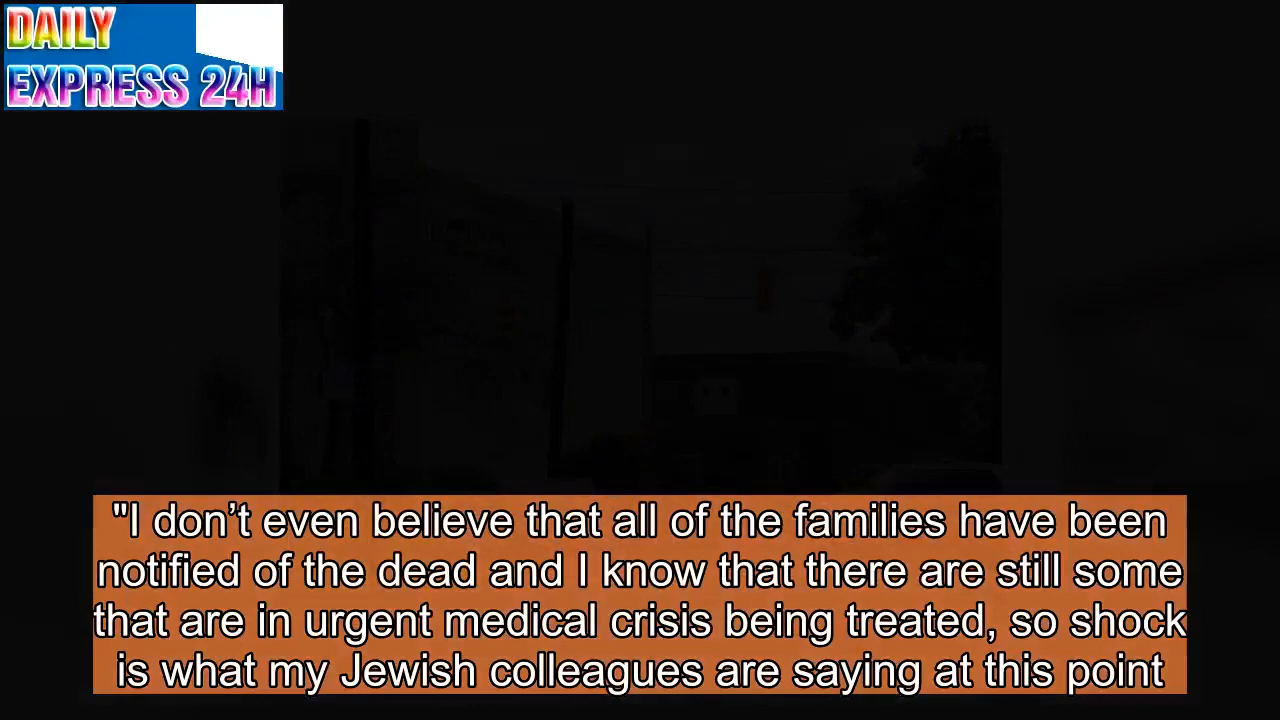 DAILY
EXPRESS 24H
"I don’t even believe that all of the families have been
notified of the dead and I know that there are still some
that are in urgent medical crisis being treated, so shock
is what my Jewish colleagues are saying at this point